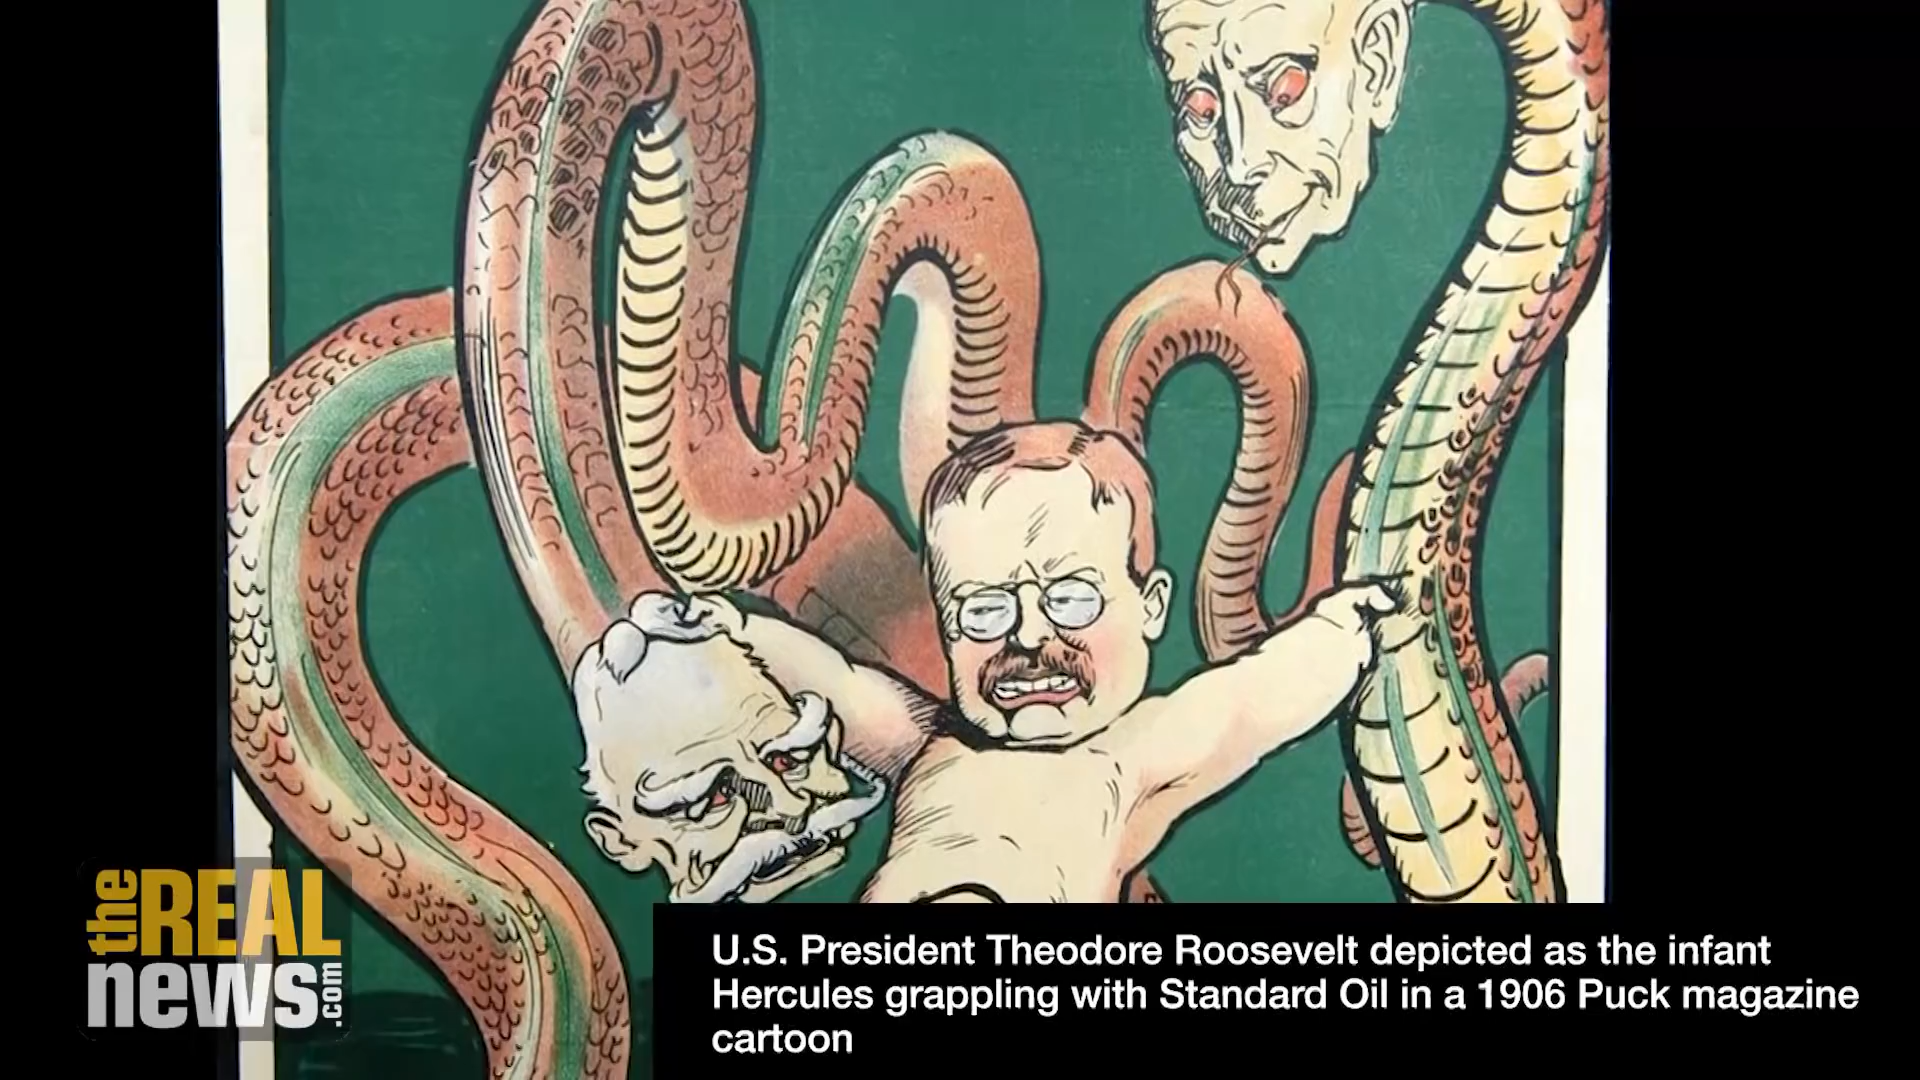 the
REAL
news.com
U.S. President Theodore Roosevelt depicted as the infant
Hercules grappling with Standard Oil in a 1906 Puck magazine
cartoon